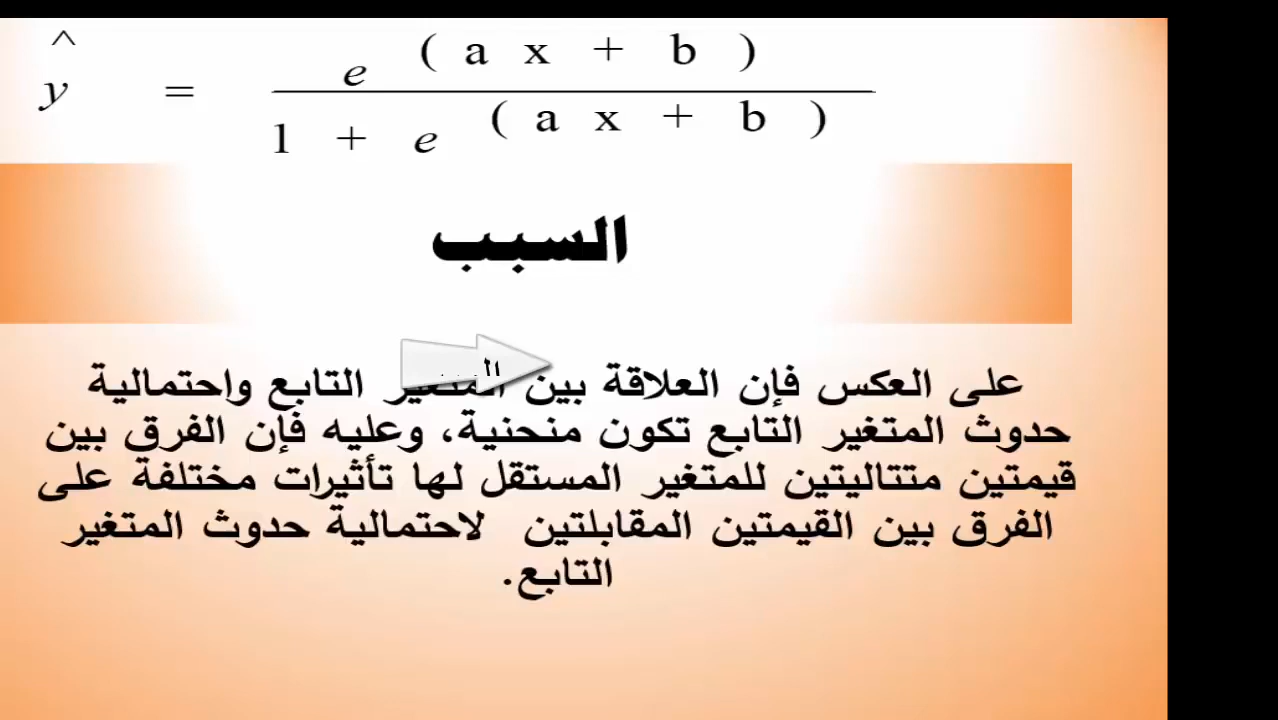 ŷ = e^(ax + b) / 1 + e^(ax + b)
السبب
على العكس فإن العلاقة بين المتغير التابع واحتمالية
حدوث المتغير التابع تكون منحنية، وعليه فإن الفرق بين
قيمتين متتاليتين للمتغير المستقل لها تأثيرات مختلفة على
الفرق بين القيمتين المقابلتين لاحتمالية حدوث المتغير
التابع.